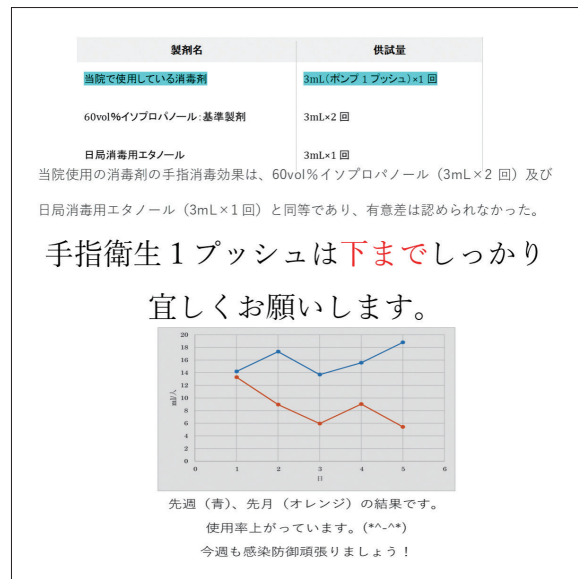 製剤名 供試量
当院で使用している消毒剤 3mL(ポンプ1プッシュ)×1回
60vol%イソプロパノール:基準製剤 3mL×2回
日局消毒用エタノール 3mL×1回
当院使用の消毒剤の手指消毒効果は、60vol%イソプロパノール(3mL×2 回)及び
日局消毒用エタノール(3mL×1回)と同等であり、有意差は認められなかった。
手指衛生1プッシュは下までしっかり
宜しくお願いします。
20
18
16
14
12
10
8
6
4
2
0
ml/人
0 1 2 3 4 5 6
日
先週(青)、先月(オレンジ)の結果です。
使用率上がっています。(*^-^*)
今週も感染防御頑張りましょう!